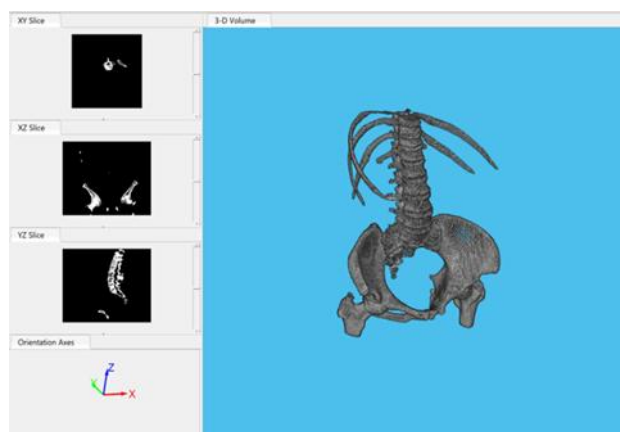 XY Slice
3-D Volume
XZ Slice
YZ Slice
Orientation Axes
Z
Y
X